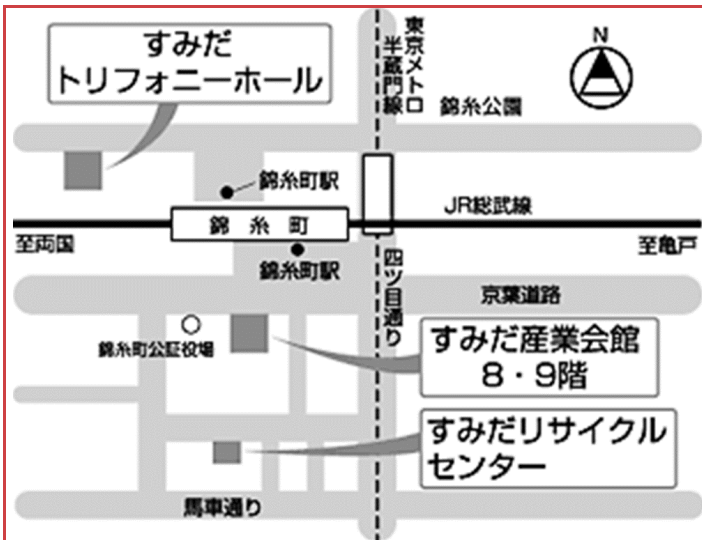 すみだ
トリフォニーホール
東京メトロ
半蔵門線
N
錦糸公園
錦糸町駅
JR総武線
錦糸町
至両国
至亀戸
錦糸町駅
四ツ目通り
京葉道路
錦糸町公証役場
すみだ産業会館
8・9階
すみだリサイクル
センター
馬車通り